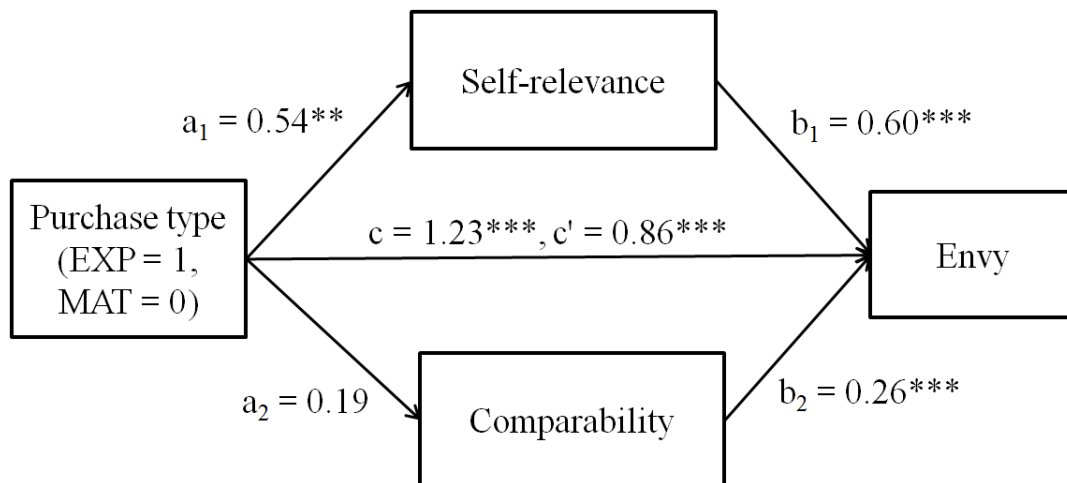 Self-relevance
a₁ = 0.54**
b₁ = 0.60***
Purchase type
(EXP = 1,
MAT = 0)
c = 1.23***, c' = 0.86***
Envy
a₂ = 0.19
Comparability
b₂ = 0.26***